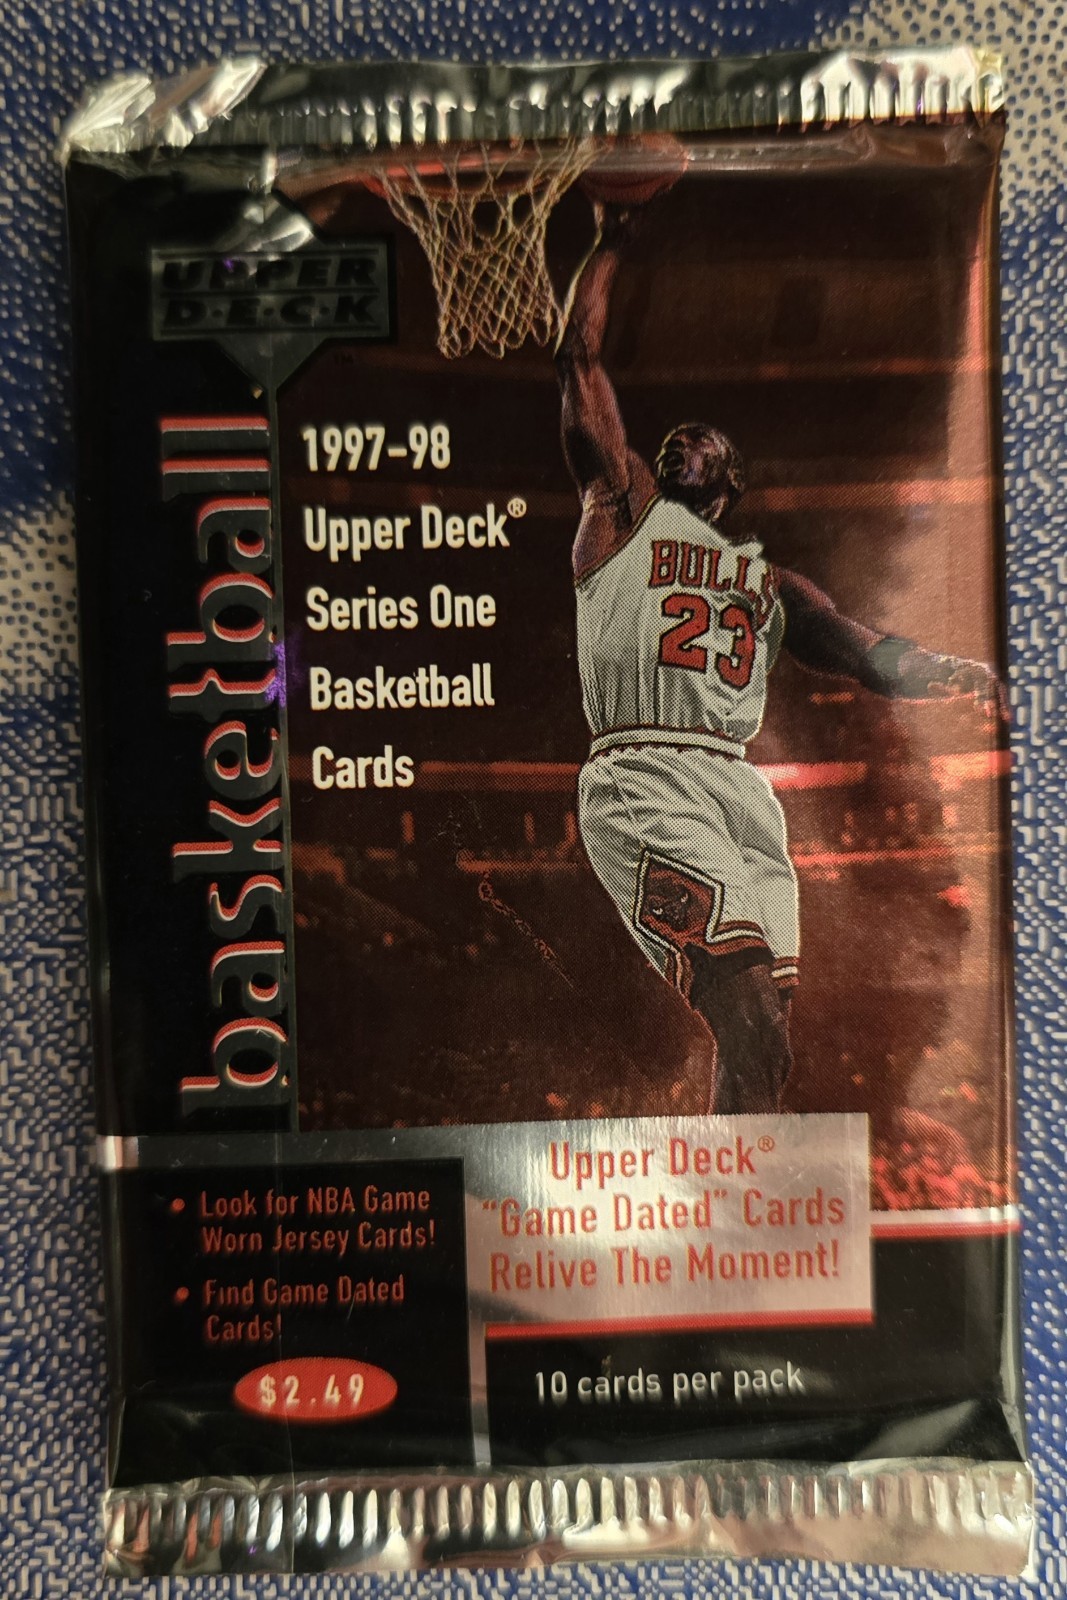 UPPER
D·E·C·K
TM
basketball
1997-98
Upper Deck®
Series One
Basketball
Cards
BULLS
23
Upper Deck®
"Game Dated" Cards
Relive The Moment!
• Look for NBA Game
Worn Jersey Cards!
• Find Game Dated
Cards!
$2.49
10 cards per pack